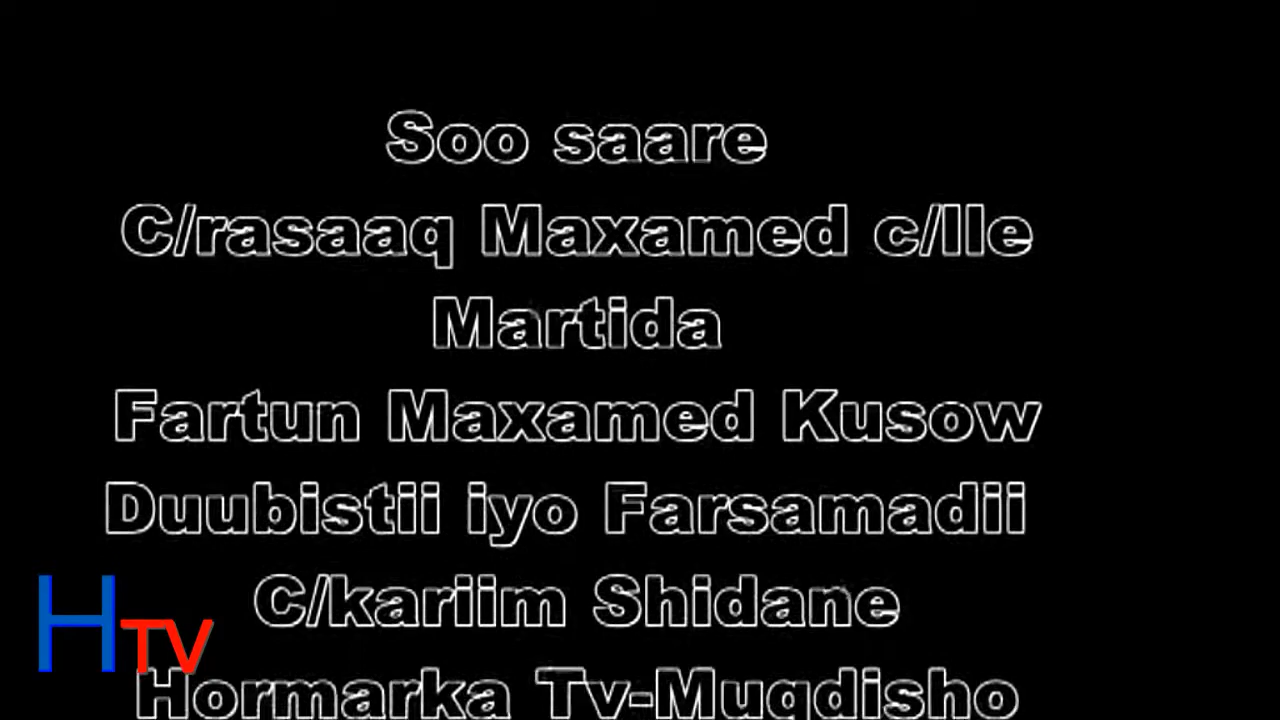 Soo saare
C/rasaaq Maxamed c/lle
Martida
Fartun Maxamed Kusow
Duubistii iyo Farsamadii
C/kariim Shidane
HTV
Hormarka Tv-Muqdisho